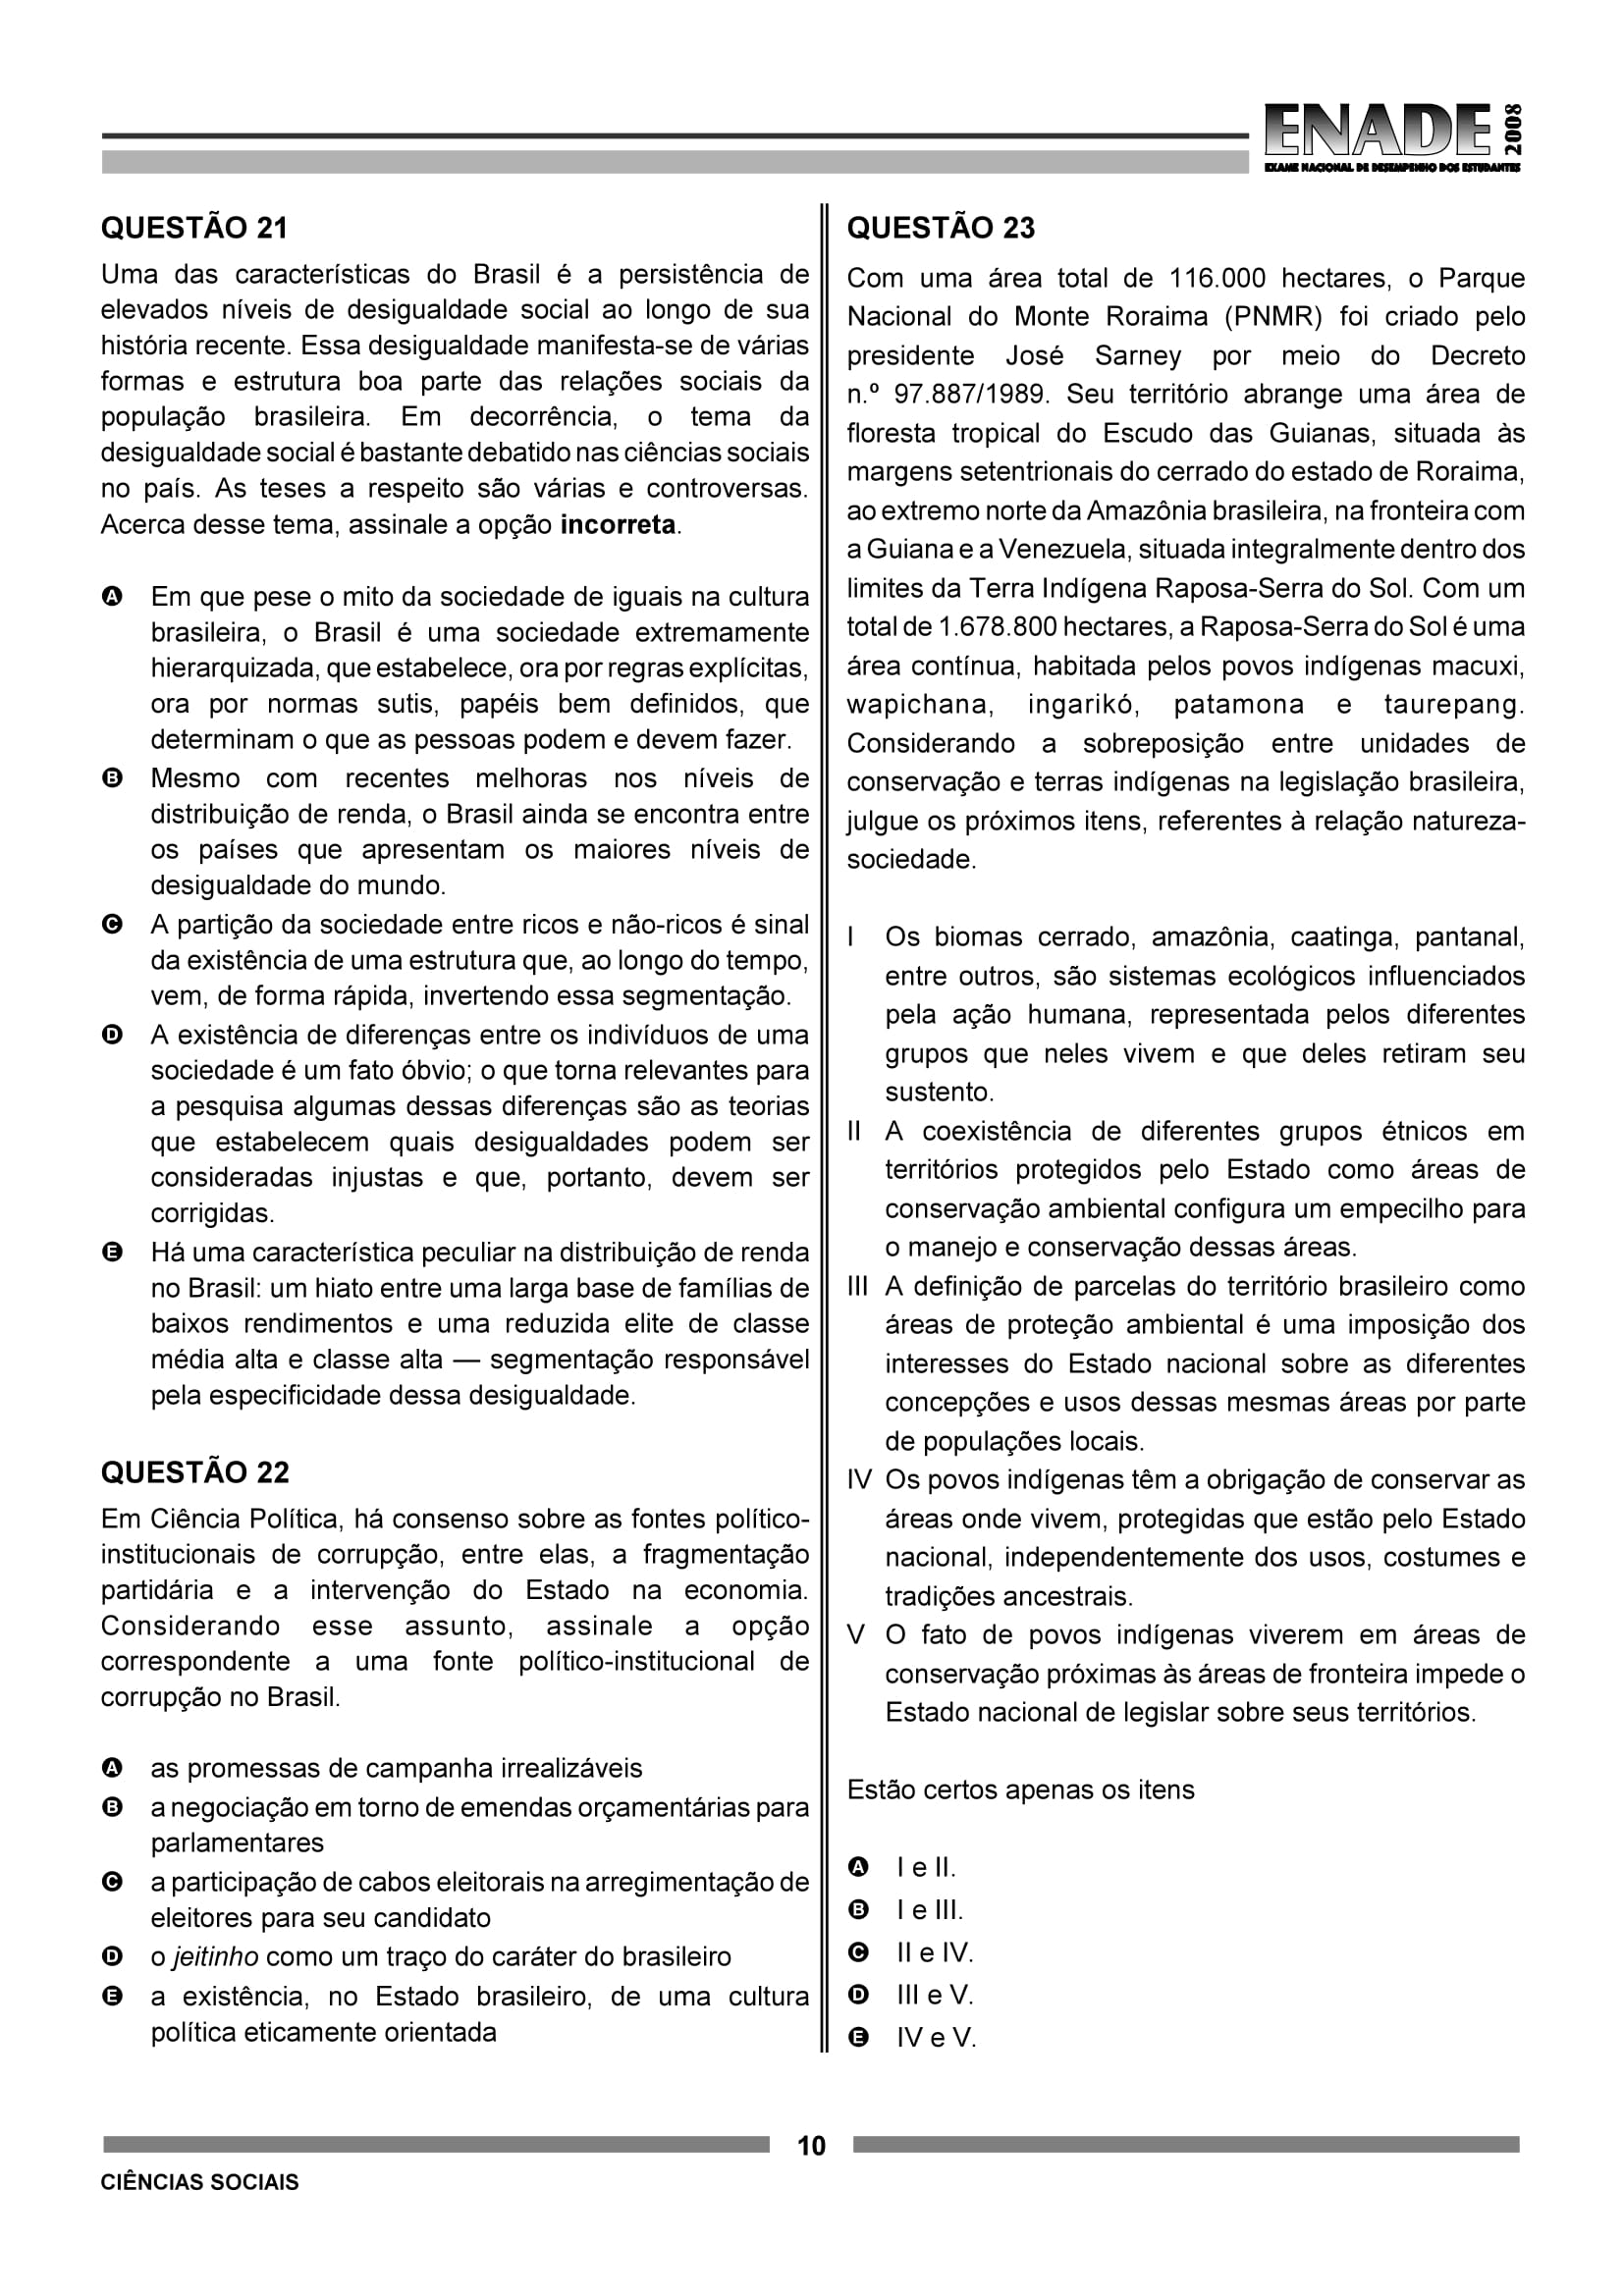 ENADE 2008
EXAME NACIONAL DE DESEMPENHO DOS ESTUDANTES
QUESTÃO 21
Uma das características do Brasil é a persistência de
elevados níveis de desigualdade social ao longo de sua
história recente. Essa desigualdade manifesta-se de várias
formas e estrutura boa parte das relações sociais da
população brasileira. Em decorrência, o tema da
desigualdade social é bastante debatido nas ciências sociais
no país. As teses a respeito são várias e controversas.
Acerca desse tema, assinale a opção incorreta.
A Em que pese o mito da sociedade de iguais na cultura
brasileira, o Brasil é uma sociedade extremamente
hierarquizada, que estabelece, ora por regras explícitas,
ora por normas sutis, papéis bem definidos, que
determinam o que as pessoas podem e devem fazer.
B Mesmo com recentes melhoras nos níveis de
distribuição de renda, o Brasil ainda se encontra entre
os países que apresentam os maiores níveis de
desigualdade do mundo.
C A partição da sociedade entre ricos e não-ricos é sinal
da existência de uma estrutura que, ao longo do tempo,
vem, de forma rápida, invertendo essa segmentação.
D A existência de diferenças entre os indivíduos de uma
sociedade é um fato óbvio; o que torna relevantes para
a pesquisa algumas dessas diferenças são as teorias
que estabelecem quais desigualdades podem ser
consideradas injustas e que, portanto, devem ser
corrigidas.
E Há uma característica peculiar na distribuição de renda
no Brasil: um hiato entre uma larga base de famílias de
baixos rendimentos e uma reduzida elite de classe
média alta e classe alta — segmentação responsável
pela especificidade dessa desigualdade.
QUESTÃO 22
Em Ciência Política, há consenso sobre as fontes político-
institucionais de corrupção, entre elas, a fragmentação
partidária e a intervenção do Estado na economia.
Considerando esse assunto, assinale a opção
correspondente a uma fonte político-institucional de
corrupção no Brasil.
A as promessas de campanha irrealizáveis
B a negociação em torno de emendas orçamentárias para
parlamentares
C a participação de cabos eleitorais na arregimentação de
eleitores para seu candidato
D o jeitinho como um traço do caráter do brasileiro
E a existência, no Estado brasileiro, de uma cultura
política eticamente orientada
QUESTÃO 23
Com uma área total de 116.000 hectares, o Parque
Nacional do Monte Roraima (PNMR) foi criado pelo
presidente José Sarney por meio do Decreto
n.º 97.887/1989. Seu território abrange uma área de
floresta tropical do Escudo das Guianas, situada às
margens setentrionais do cerrado do estado de Roraima,
ao extremo norte da Amazônia brasileira, na fronteira com
a Guiana e a Venezuela, situada integralmente dentro dos
limites da Terra Indígena Raposa-Serra do Sol. Com um
total de 1.678.800 hectares, a Raposa-Serra do Sol é uma
área contínua, habitada pelos povos indígenas macuxi,
wapichana, ingarikó, patamona e taurepang.
Considerando a sobreposição entre unidades de
conservação e terras indígenas na legislação brasileira,
julgue os próximos itens, referentes à relação natureza-
sociedade.
I Os biomas cerrado, amazônia, caatinga, pantanal,
entre outros, são sistemas ecológicos influenciados
pela ação humana, representada pelos diferentes
grupos que neles vivem e que deles retiram seu
sustento.
II A coexistência de diferentes grupos étnicos em
territórios protegidos pelo Estado como áreas de
conservação ambiental configura um empecilho para
o manejo e conservação dessas áreas.
III A definição de parcelas do território brasileiro como
áreas de proteção ambiental é uma imposição dos
interesses do Estado nacional sobre as diferentes
concepções e usos dessas mesmas áreas por parte
de populações locais.
IV Os povos indígenas têm a obrigação de conservar as
áreas onde vivem, protegidas que estão pelo Estado
nacional, independentemente dos usos, costumes e
tradições ancestrais.
V O fato de povos indígenas viverem em áreas de
conservação próximas às áreas de fronteira impede o
Estado nacional de legislar sobre seus territórios.
Estão certos apenas os itens
A I e II.
B I e III.
C II e IV.
D III e V.
E IV e V.
10
CIÊNCIAS SOCIAIS